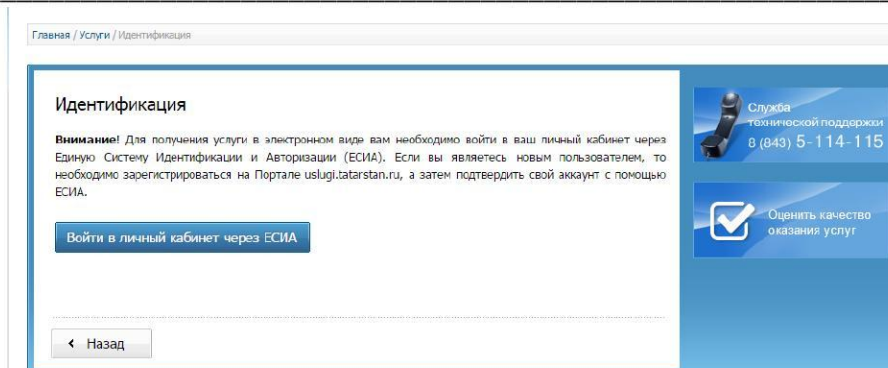 Главная / Услуги / Идентификация
Идентификация
Внимание! Для получения услуги в электронном виде вам необходимо войти в ваш личный кабинет через
Единую Систему Идентификации и Авторизации (ЕСИА). Если вы являетесь новым пользователем, то
необходимо зарегистрироваться на Портале uslugi.tatarstan.ru, а затем подтвердить свой аккаунт с помощью
ЕСИА.
Войти в личный кабинет через ЕСИА
Назад
Служба
технической поддержки
8 (843) 5-114-115
Оценить качество
оказания услуг